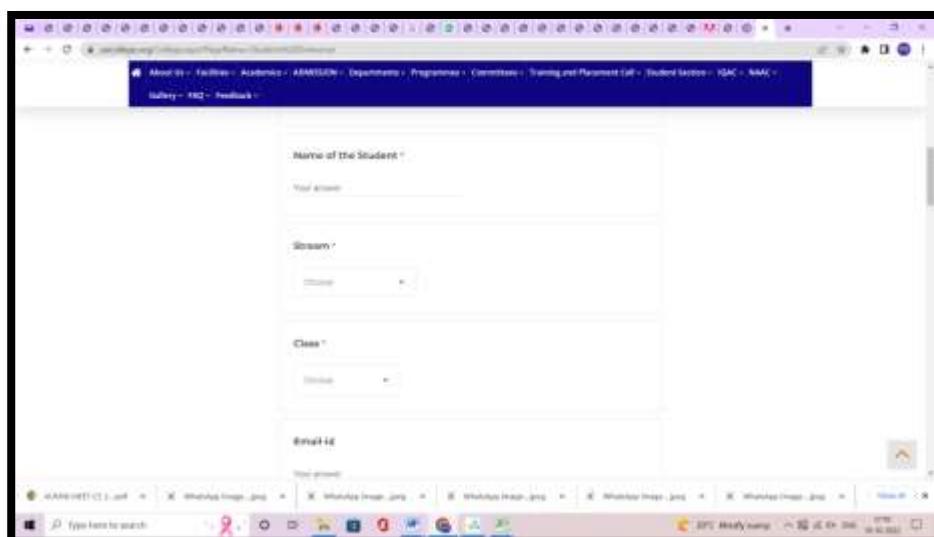 About Us Facilities Academics ADMISSION Departments Programmes Committees Training and Placement Cell Student Section IQAC NAAC
Gallery FAQ Feedback
Name of the Student *
Your answer
Stream *
Choose
Class *
Choose
Email-id
Your answer
WhatsApp Image...jpeg WhatsApp Image...jpeg WhatsApp Image...jpeg WhatsApp Image...jpeg WhatsApp Image...jpeg
Type here to search